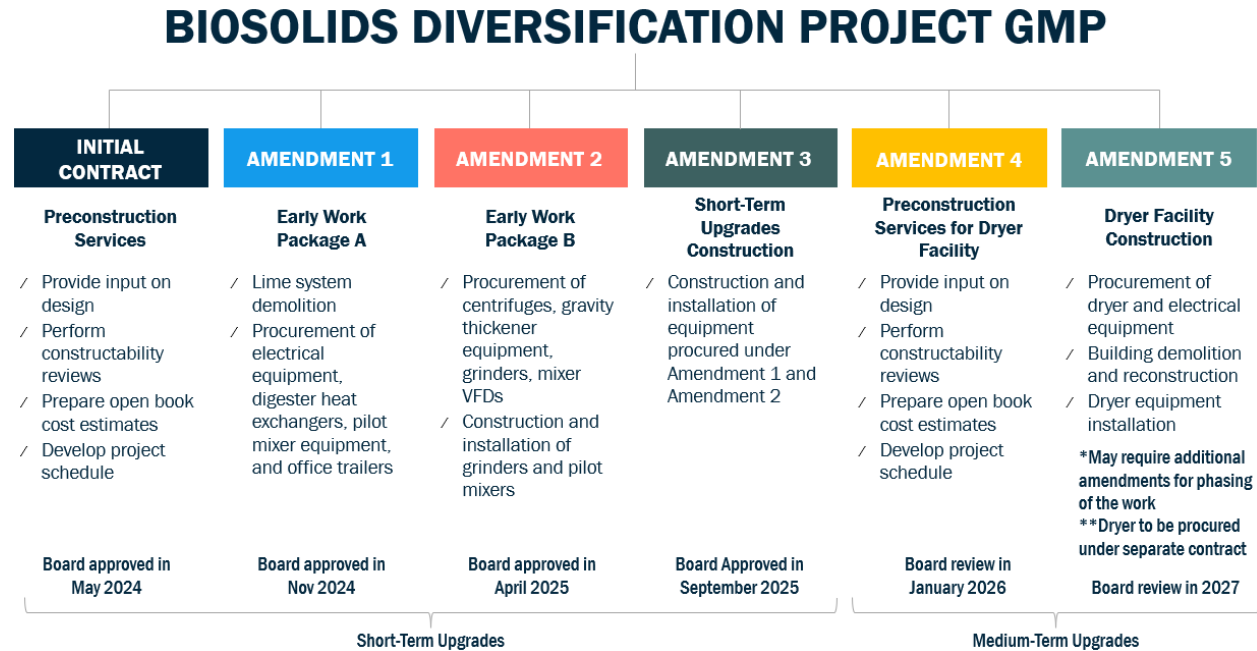 BIOSOLIDS DIVERSIFICATION PROJECT GMP
INITIAL
CONTRACT
Preconstruction
Services
⁄ Provide input on
design
⁄ Perform
constructability
reviews
⁄ Prepare open book
cost estimates
⁄ Develop project
schedule
Board approved in
May 2024
AMENDMENT 1
Early Work
Package A
⁄ Lime system
demolition
⁄ Procurement of
electrical
equipment,
digester heat
exchangers, pilot
mixer equipment,
and office trailers
Board approved in
Nov 2024
AMENDMENT 2
Early Work
Package B
⁄ Procurement of
centrifuges, gravity
thickener
equipment,
grinders, mixer
VFDs
⁄ Construction and
installation of
grinders and pilot
mixers
Board approved in
April 2025
AMENDMENT 3
Short-Term
Upgrades
Construction
⁄ Construction and
installation of
equipment
procured under
Amendment 1 and
Amendment 2
Board Approved in
September 2025
AMENDMENT 4
Preconstruction
Services for Dryer
Facility
⁄ Provide input on
design
⁄ Perform
constructability
reviews
⁄ Prepare open book
cost estimates
⁄ Develop project
schedule
Board review in
January 2026
AMENDMENT 5
Dryer Facility
Construction
⁄ Procurement of
dryer and electrical
equipment
⁄ Building demolition
and reconstruction
⁄ Dryer equipment
installation
*May require additional
amendments for phasing
of the work
**Dryer to be procured
under separate contract
Board review in 2027
Short-Term Upgrades
Medium-Term Upgrades